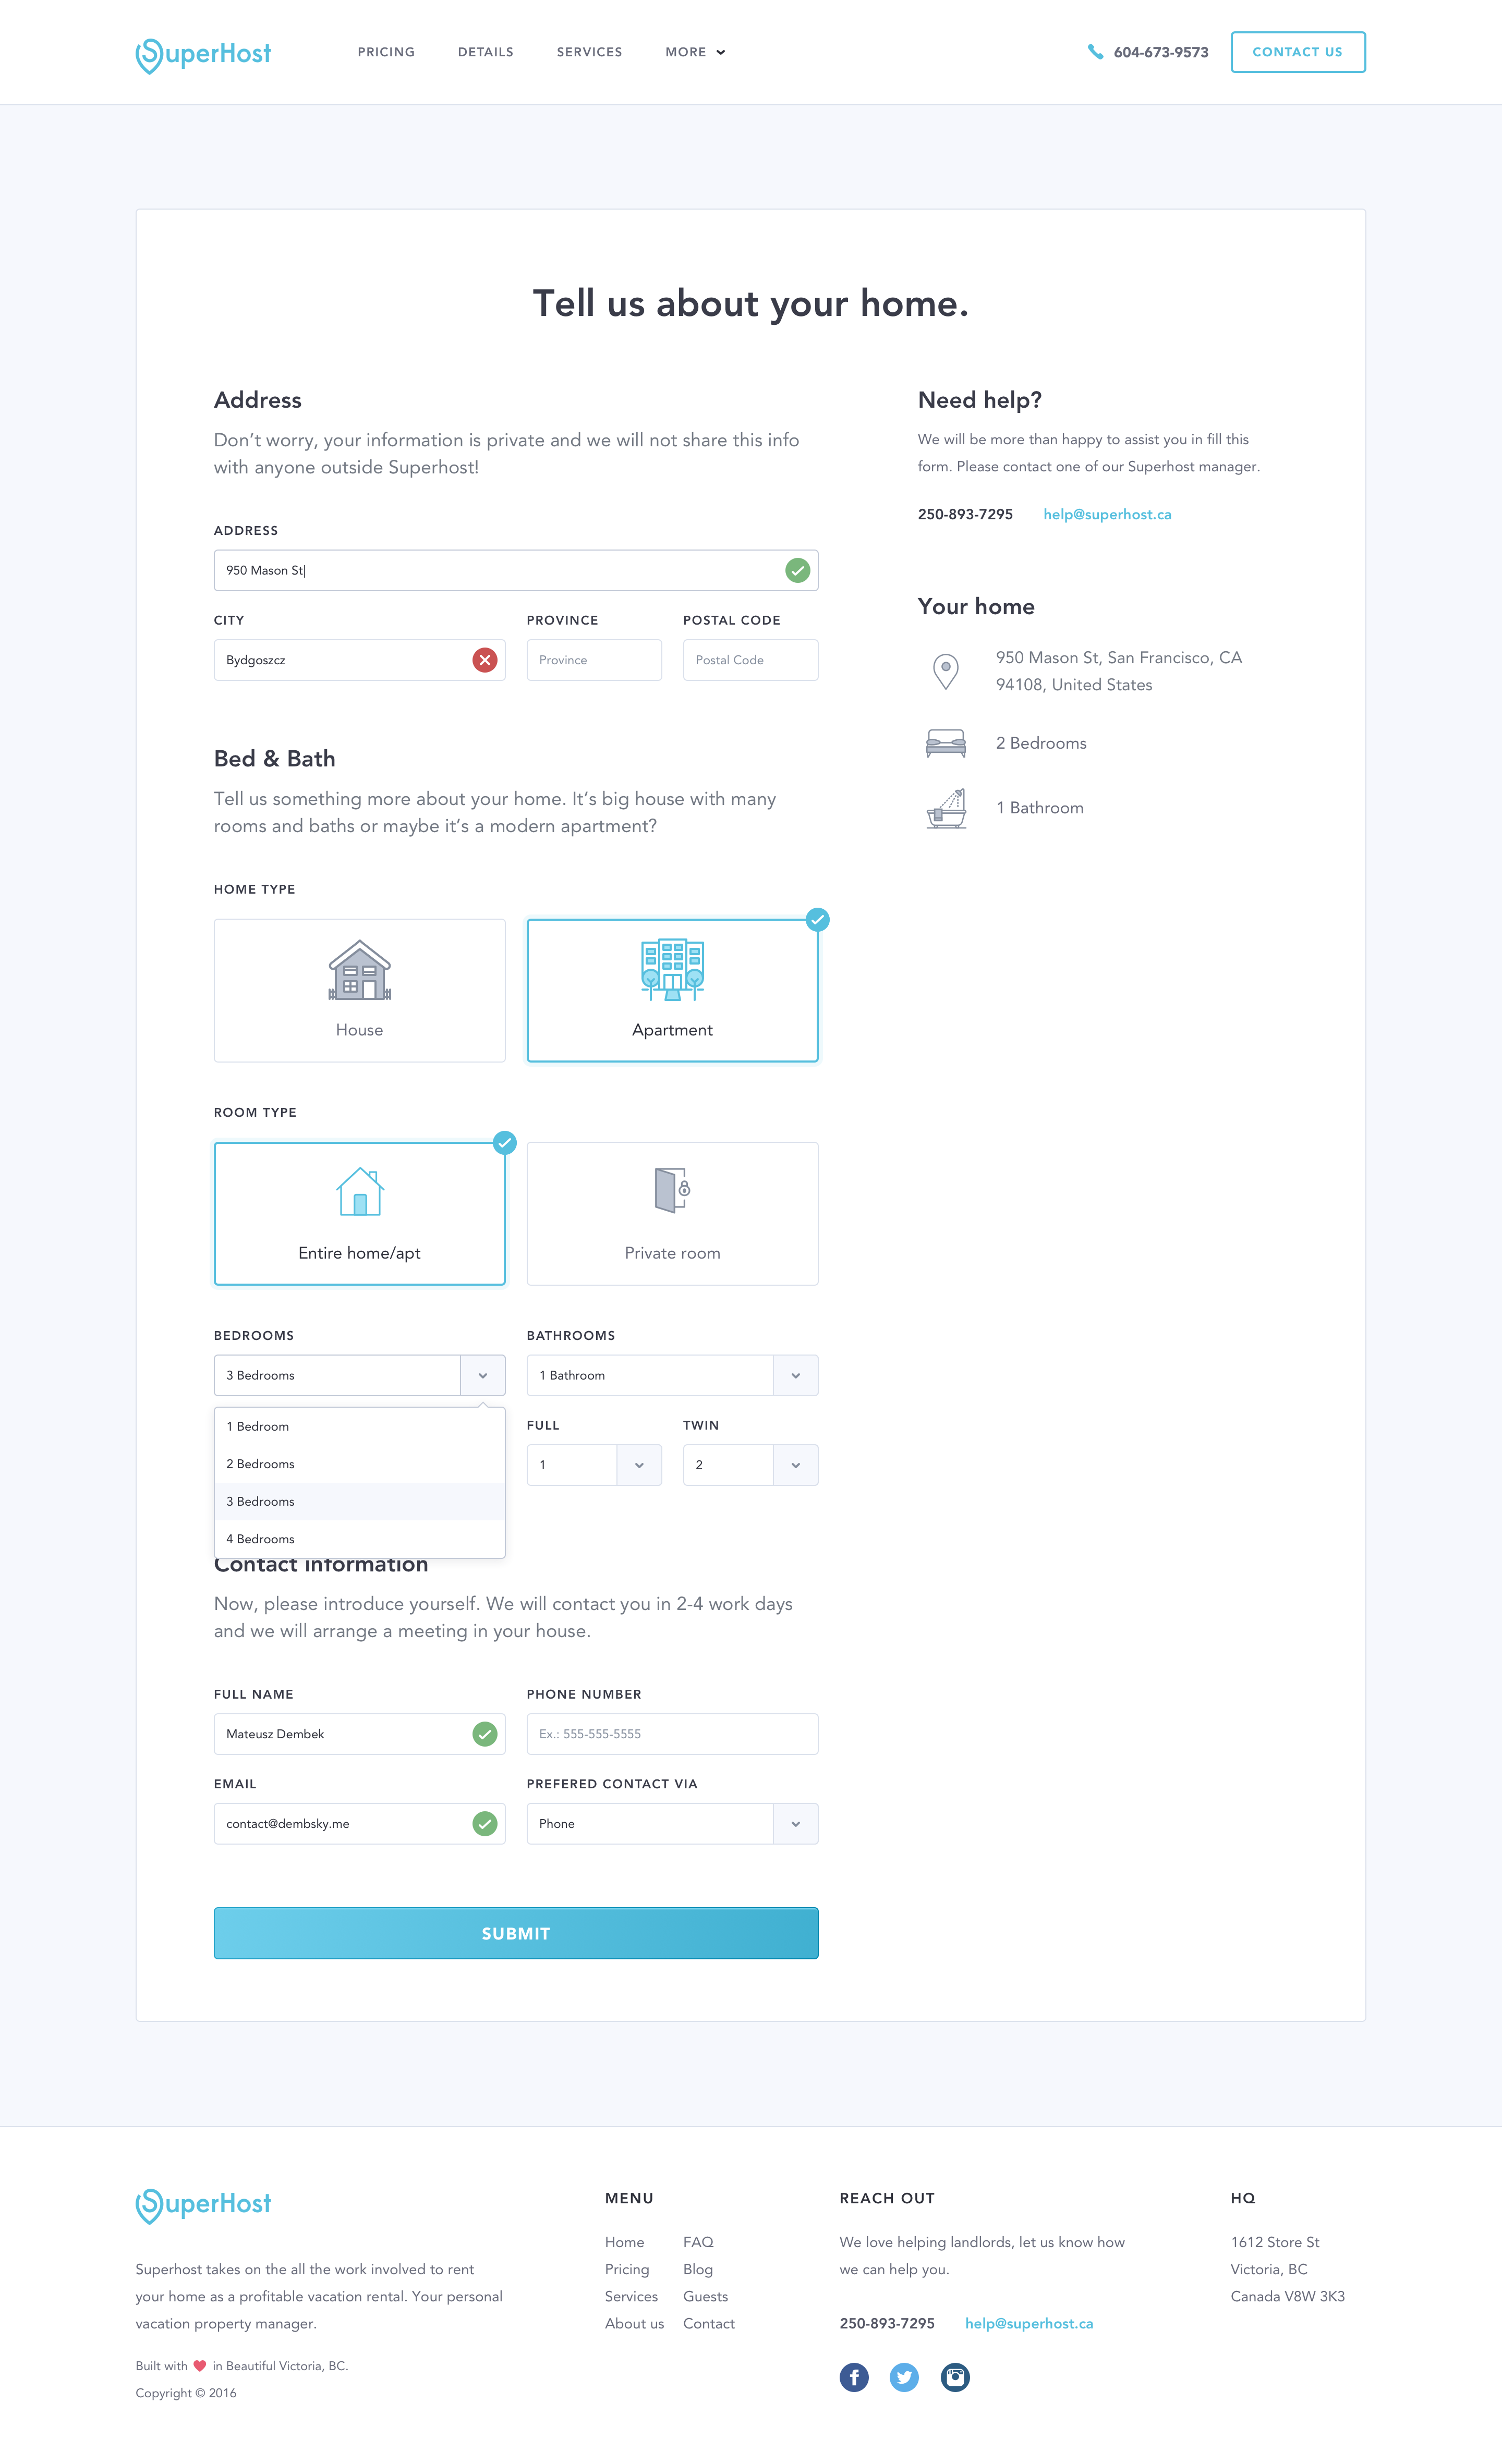 SuperHost
PRICING
DETAILS
SERVICES
MORE
604-673-9573
CONTACT US
Tell us about your home.
Address
Don't worry, your information is private and we will not share this info
with anyone outside Superhost!
ADDRESS
950 Mason St
CITY
PROVINCE
POSTAL CODE
Bydgoszcz
Province
Postal Code
Bed & Bath
Tell us something more about your home. It's big house with many
rooms and baths or maybe it's a modern apartment?
HOME TYPE
House
Apartment
ROOM TYPE
Entire home/apt
Private room
BEDROOMS
BATHROOMS
3 Bedrooms
1 Bathroom
1 Bedroom
2 Bedrooms
3 Bedrooms
4 Bedrooms
FULL
TWIN
1
2
Contact information
Now, please introduce yourself. We will contact you in 2-4 work days
and we will arrange a meeting in your house.
FULL NAME
PHONE NUMBER
Mateusz Dembek
Ex.: 555-555-5555
EMAIL
PREFERED CONTACT VIA
contact@dembsky.me
Phone
SUBMIT
Need help?
We will be more than happy to assist you in fill this
form. Please contact one of our Superhost manager.
250-893-7295
help@superhost.ca
Your home
950 Mason St, San Francisco, CA
94108, United States
2 Bedrooms
1 Bathroom
SuperHost
Superhost takes on the all the work involved to rent
your home as a profitable vacation rental. Your personal
vacation property manager.
Built with in Beautiful Victoria, BC.
Copyright © 2016
MENU
Home
Pricing
Services
About us
FAQ
Blog
Guests
Contact
REACH OUT
We love helping landlords, let us know how
we can help you.
250-893-7295
help@superhost.ca
HQ
1612 Store St
Victoria, BC
Canada V8W 3K3